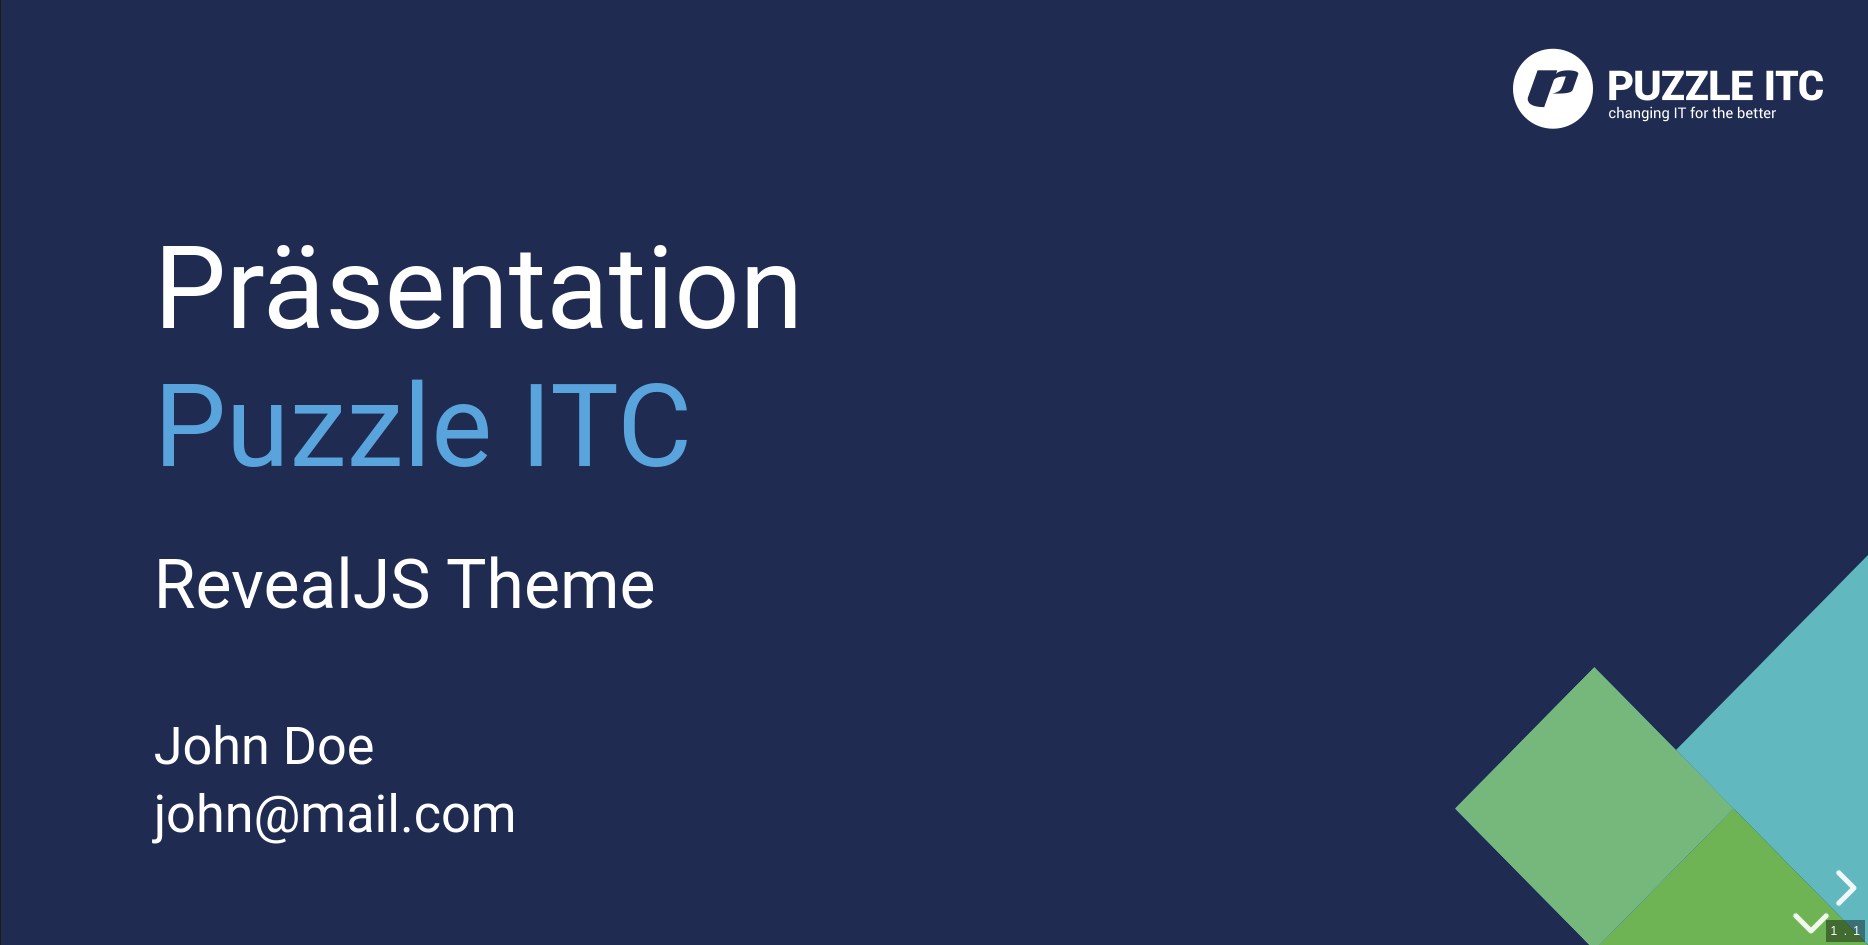 PUZZLE ITC
changing IT for the better
Präsentation
Puzzle ITC
RevealJS Theme
John Doe
john@mail.com
1 . 1